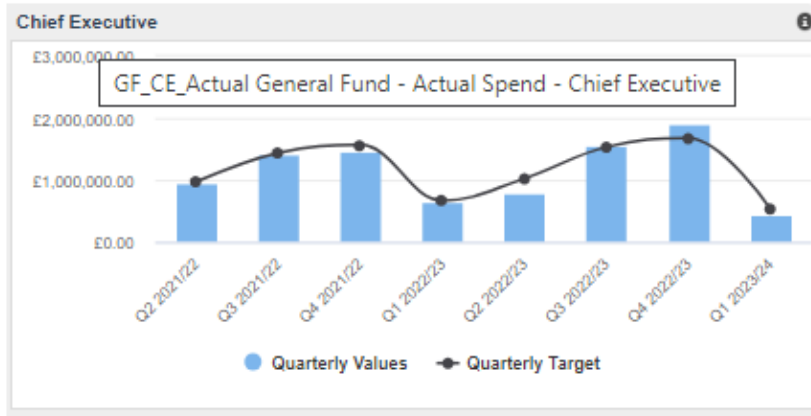 Chief Executive
£3,000,000.00
GF_CE_Actual General Fund - Actual Spend - Chief Executive
£2,000,000.00
£1,000,000.00
£0.00
Q2 2021/22
Q3 2021/22
Q4 2021/22
Q1 2022/23
Q2 2022/23
Q3 2022/23
Q4 2022/23
Q1 2023/24
Quarterly Values
Quarterly Target